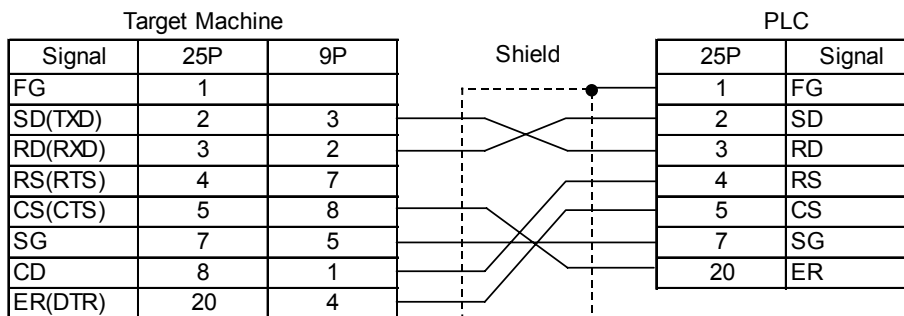 Target Machine PLC
Signal 25P 9P Shield 25P Signal
FG 1 1 FG
SD(TXD) 2 3 2 SD
RD(RXD) 3 2 3 RD
RS(RTS) 4 7 4 RS
CS(CTS) 5 8 5 CS
SG 7 5 7 SG
CD 8 1 20 ER
ER(DTR) 20 4